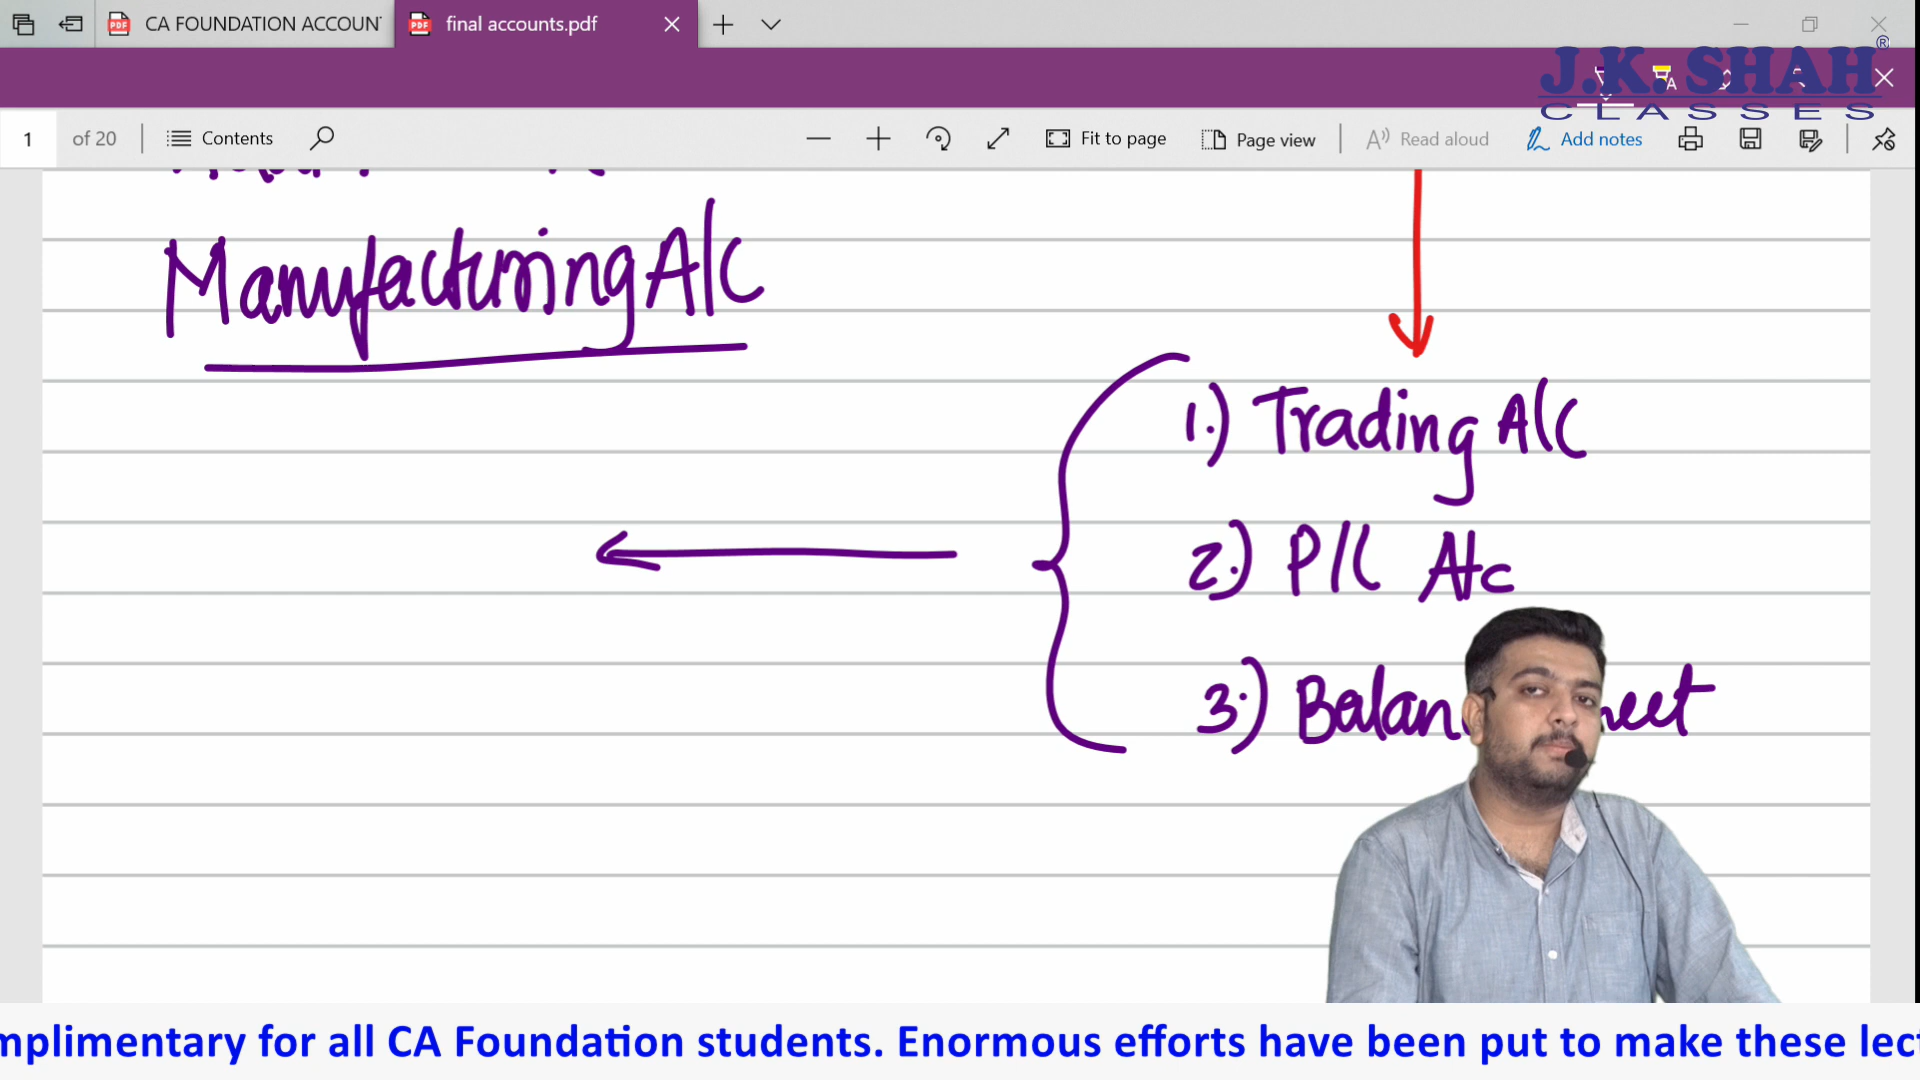 CA FOUNDATION ACCOUN
final accounts.pdf
J.K. SHAH®
CLASSES
1 of 20 Contents Fit to page Page view Read aloud Add notes
Manufacturing A/C
1.) Trading A/C
2.) P/L A/c
3.) Balan heet
mplimentary for all CA Foundation students. Enormous efforts have been put to make these lect